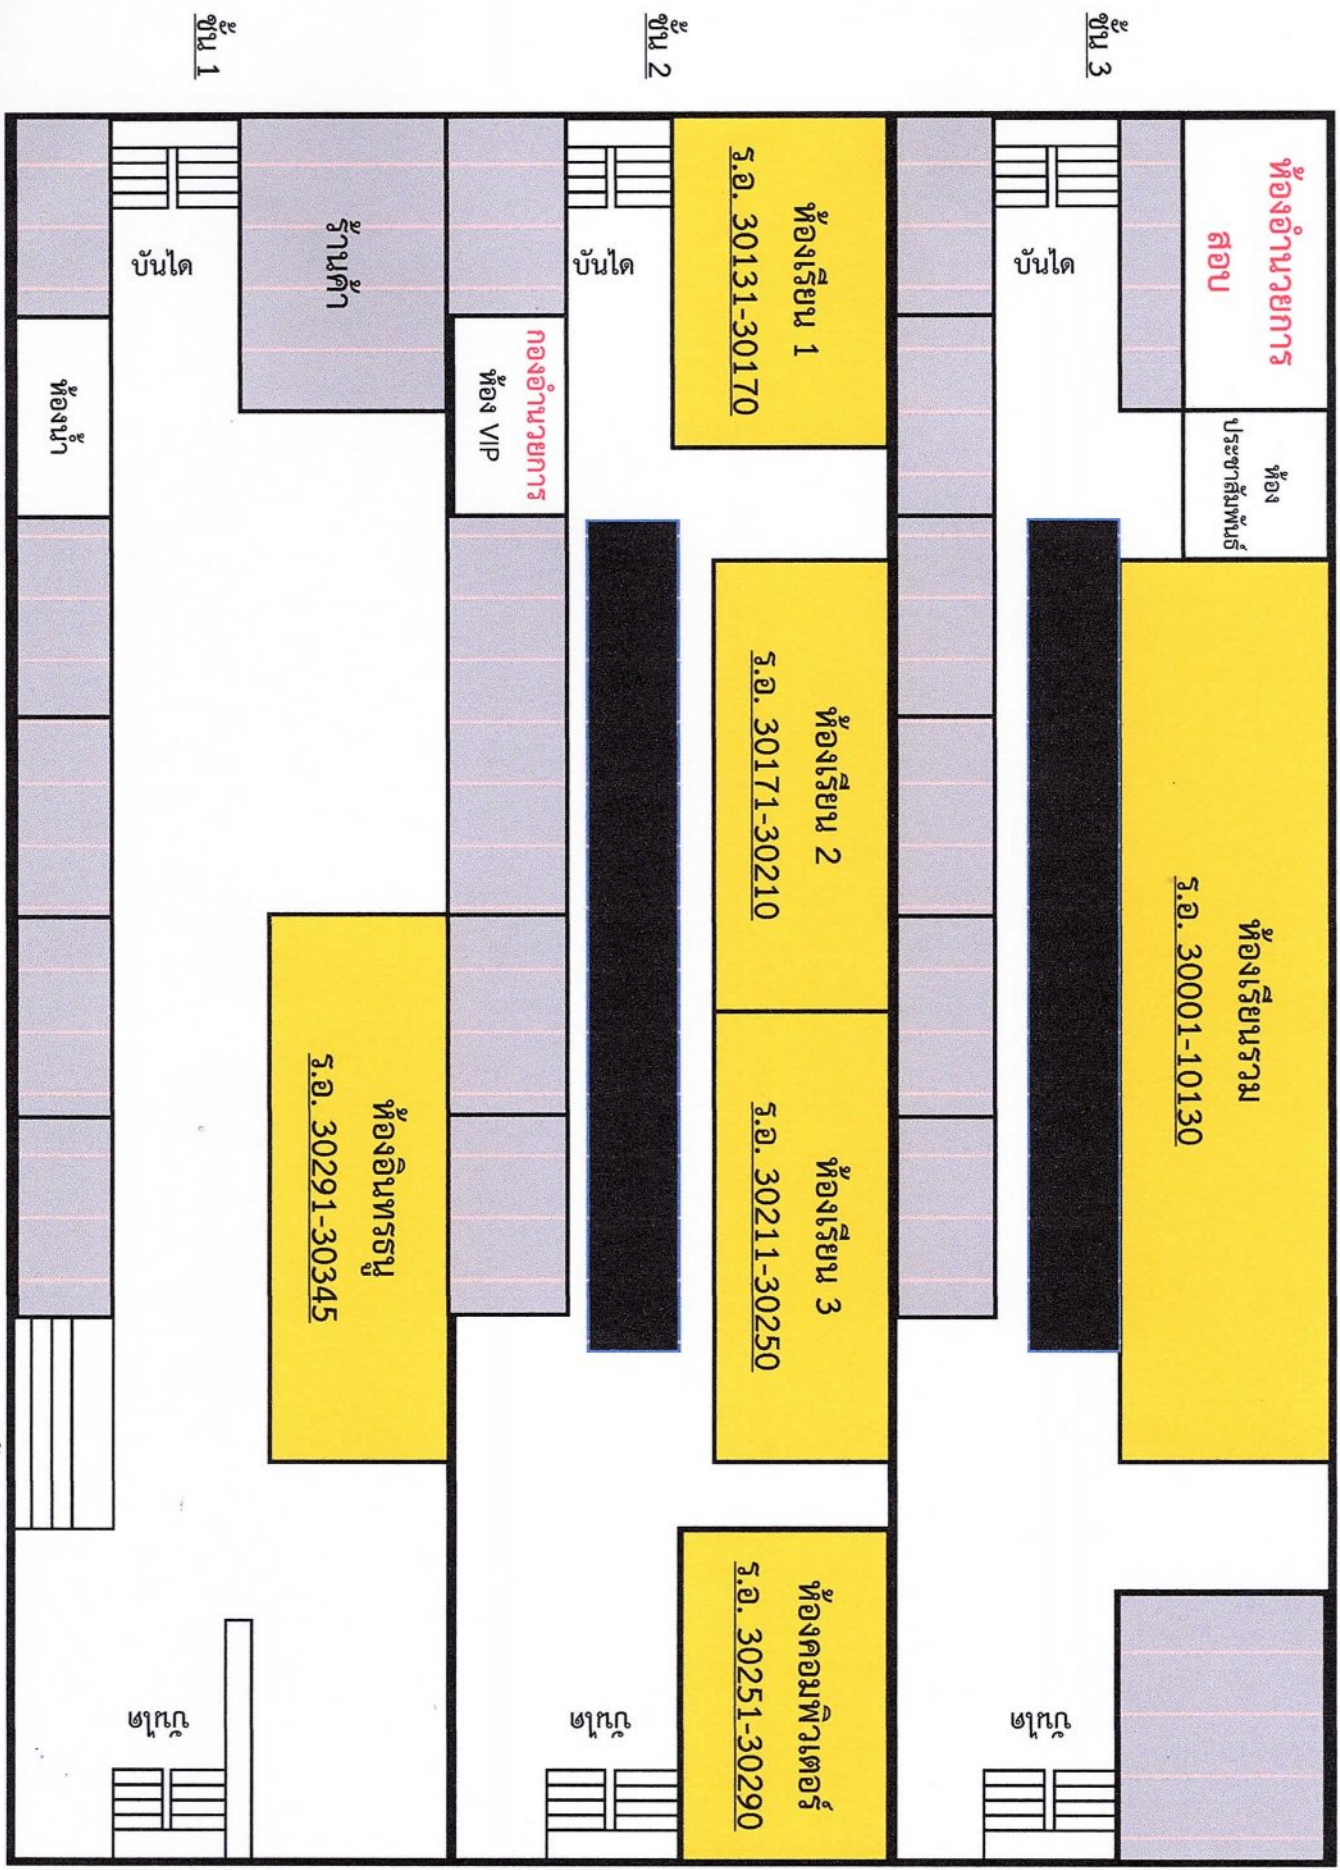 ชั้น 3
ห้องอำนวยการ
สอบ
ห้อง
ประชาสัมพันธ์
ห้องเรียนรวม
ร.อ. 30001-10130
บันได
บันได
ชั้น 2
ห้องเรียน 1
ร.อ. 30131-30170
ห้องเรียน 2
ร.อ. 30171-30210
ห้องเรียน 3
ร.อ. 30211-30250
ห้องคอมพิวเตอร์
ร.อ. 30251-30290
บันได
บันได
กองอำนวยการ
ห้อง VIP
ชั้น 1
ร้านค้า
ห้องอินทรธนู
ร.อ. 30291-30345
บันได
บันได
ห้องน้ำ